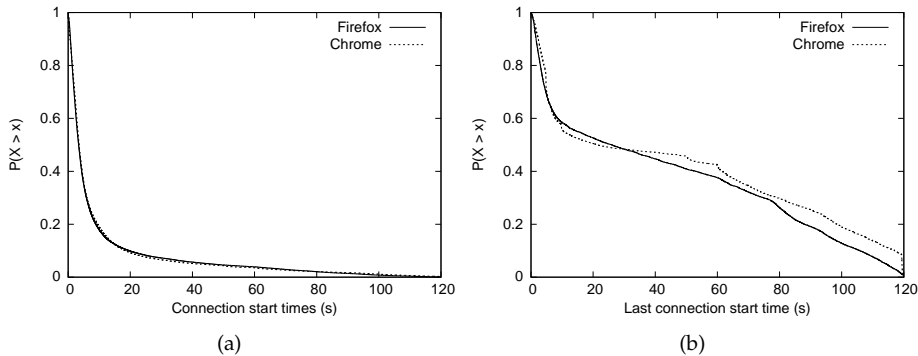 1
0.8
0.6
0.4
0.2
0
P(X > x)
0 20 40 60 80 100 120
Connection start times (s)
Firefox
Chrome
(a)
1
0.8
0.6
0.4
0.2
0
P(X > x)
0 20 40 60 80 100 120
Last connection start time (s)
Firefox
Chrome
(b)